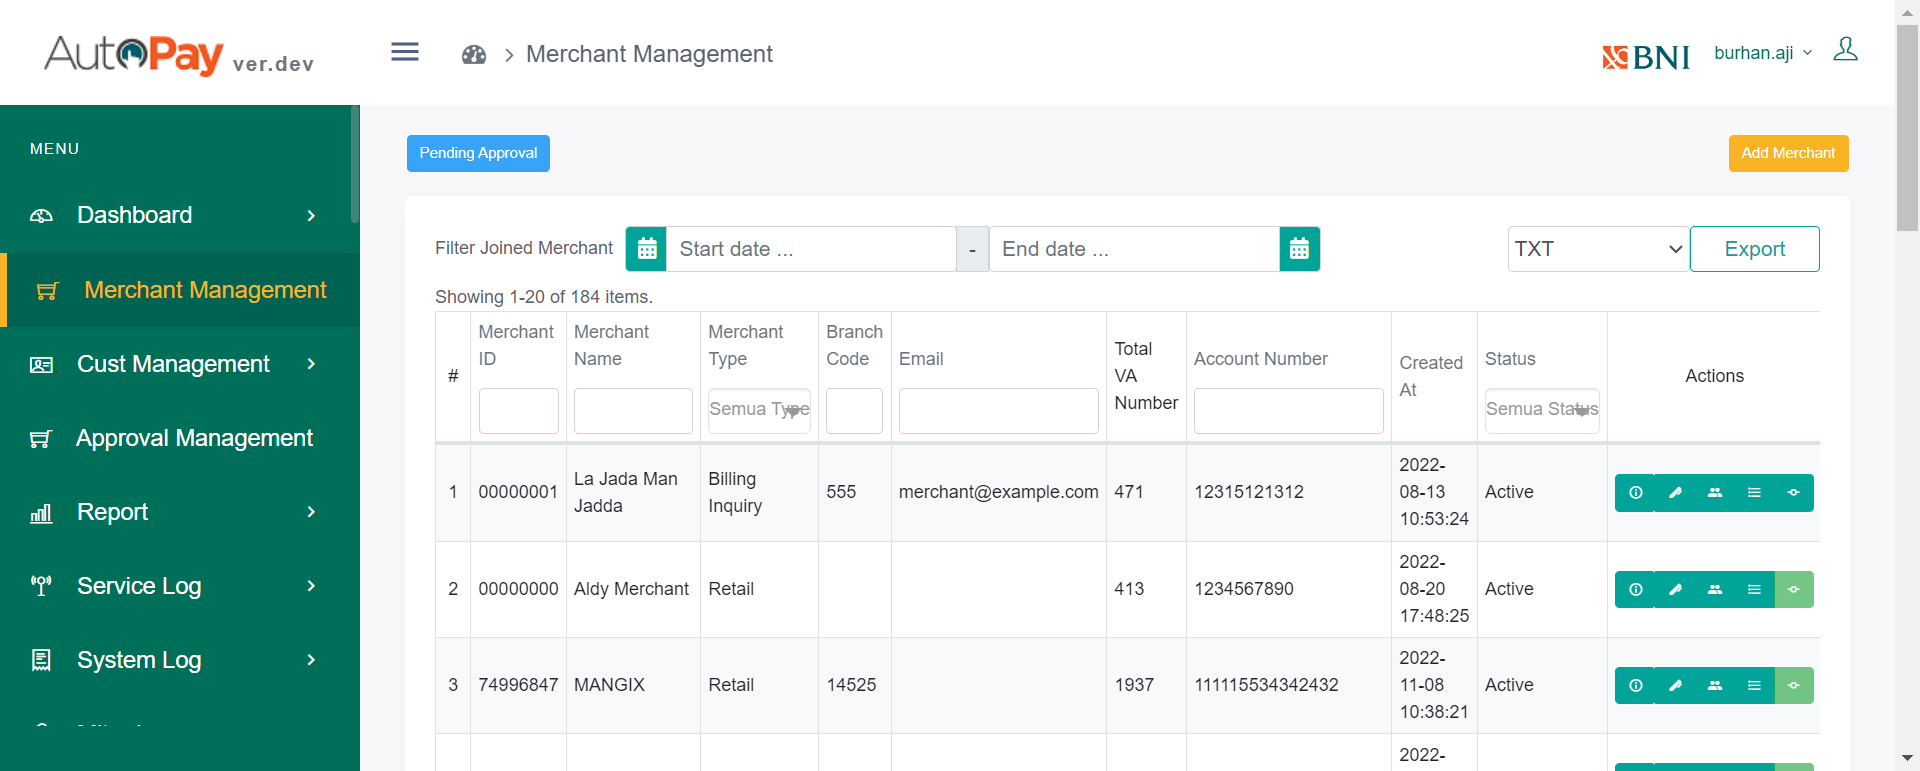 AutoPay ver.dev
Merchant Management
BNI
burhan.aji
MENU
Dashboard
Merchant Management
Cust Management
Approval Management
Report
Service Log
System Log
Pending Approval
Add Merchant
Filter Joined Merchant
Start date ...
-
End date ...
TXT
Export
Showing 1-20 of 184 items.
#
Merchant
ID
Merchant
Name
Merchant
Type
Semua Type
Branch
Code
Email
Total
VA
Number
Account Number
Created
At
Status
Semua Status
Actions
1
00000001
La Jada Man
Jadda
Billing
Inquiry
555
merchant@example.com
471
12315121312
2022-
08-13
10:53:24
Active
2
00000000
Aldy Merchant
Retail
413
1234567890
2022-
08-20
17:48:25
Active
3
74996847
MANGIX
Retail
14525
1937
111115534342432
2022-
11-08
10:38:21
Active
2022-